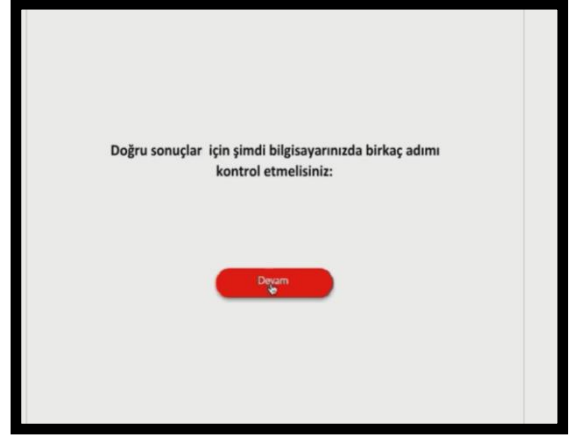 Doğru sonuçlar için şimdi bilgisayarınızda birkaç adımı
kontrol etmelisiniz:
Devam